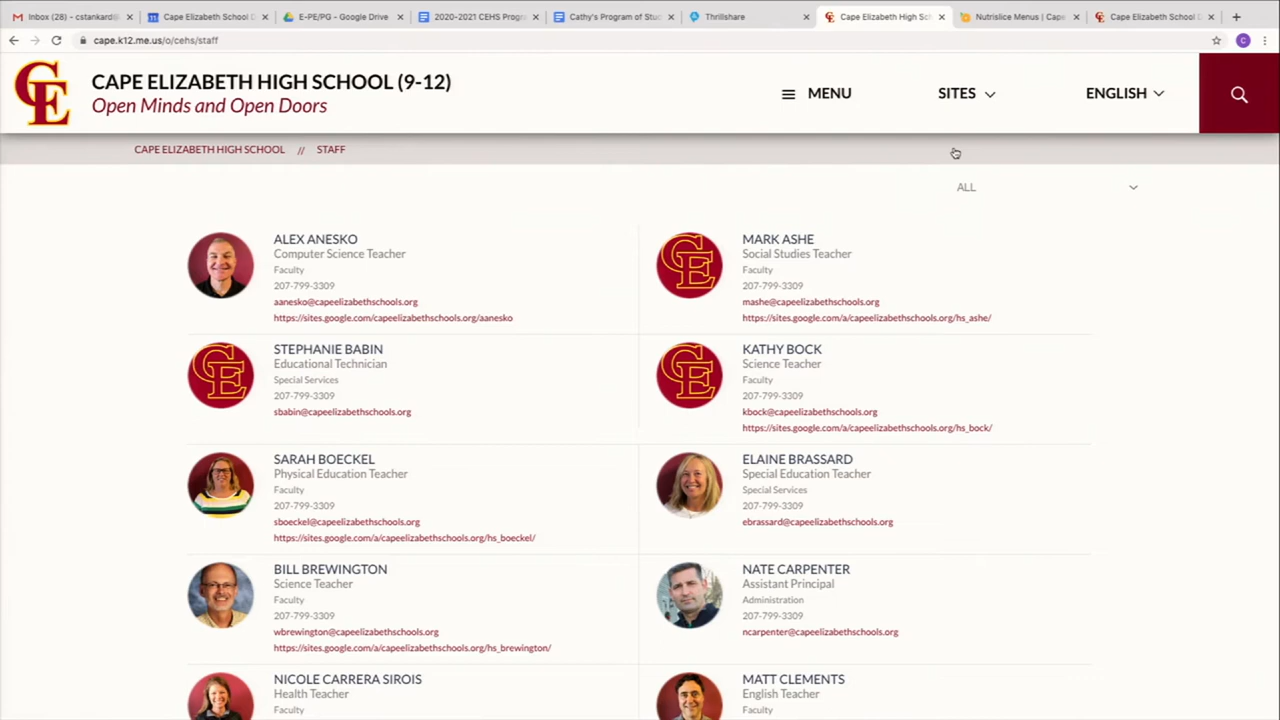 Inbox (28) - cstankard@
Cape Elizabeth School D
E-PE/PG - Google Drive
2020-2021 CEHS Progr
Cathy's Program of Stud
Thrillshare
Cape Elizabeth High Sch
Nutrislice Menus | Cape
Cape Elizabeth School D
cape.k12.me.us/o/cehs/staff
C
CE
CAPE ELIZABETH HIGH SCHOOL (9-12)
Open Minds and Open Doors
MENU
SITES
ENGLISH
CAPE ELIZABETH HIGH SCHOOL // STAFF
ALL
ALEX ANESKO
Computer Science Teacher
Faculty
207-799-3309
aanesko@capeelizabethschools.org
https://sites.google.com/capeelizabethschools.org/aanesko
CE
MARK ASHE
Social Studies Teacher
Faculty
207-799-3309
mashe@capeelizabethschools.org
https://sites.google.com/a/capeelizabethschools.org/hs_ashe/
CE
STEPHANIE BABIN
Educational Technician
Special Services
207-799-3309
sbabin@capeelizabethschools.org
CE
KATHY BOCK
Science Teacher
Faculty
207-799-3309
kbock@capeelizabethschools.org
https://sites.google.com/a/capeelizabethschools.org/hs_bock/
SARAH BOECKEL
Physical Education Teacher
Faculty
207-799-3309
sboeckel@capeelizabethschools.org
https://sites.google.com/a/capeelizabethschools.org/hs_boeckel/
ELAINE BRASSARD
Special Education Teacher
Special Services
207-799-3309
ebrassard@capeelizabethschools.org
BILL BREWINGTON
Science Teacher
Faculty
207-799-3309
wbrewington@capeelizabethschools.org
https://sites.google.com/a/capeelizabethschools.org/hs_brewington/
NATE CARPENTER
Assistant Principal
Administration
207-799-3309
ncarpenter@capeelizabethschools.org
NICOLE CARRERA SIROIS
Health Teacher
Faculty
MATT CLEMENTS
English Teacher
Faculty